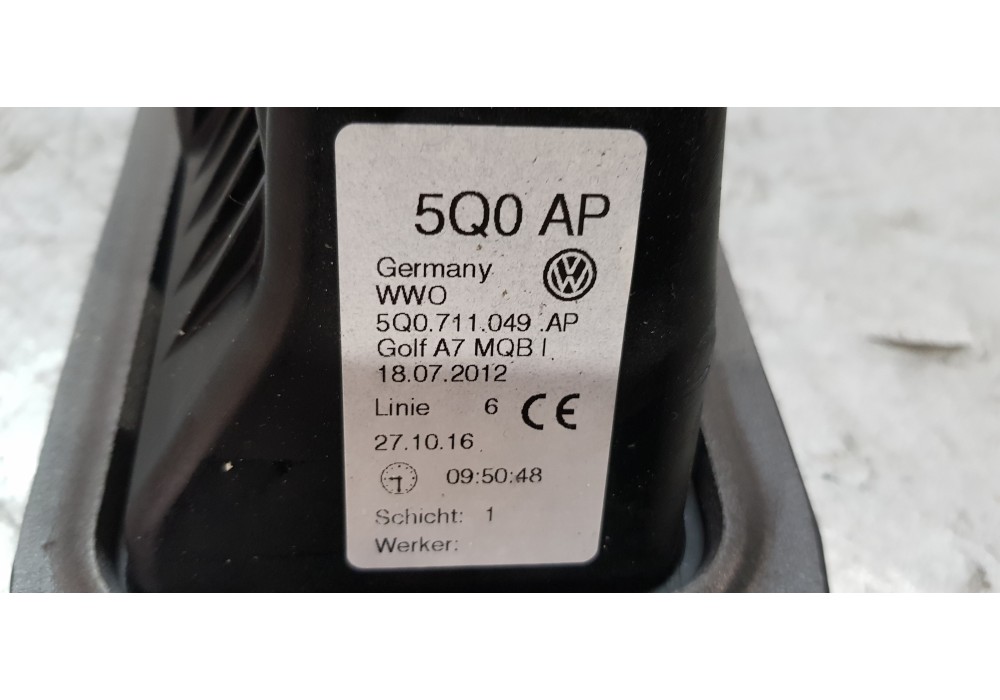 5Q0 AP
Germany
WWO
5Q0.711.049 .AP
Golf A7 MQB I
18.07.2012
Linie 6 CE
27.10.16
09:50:48
Schicht: 1
Werker: